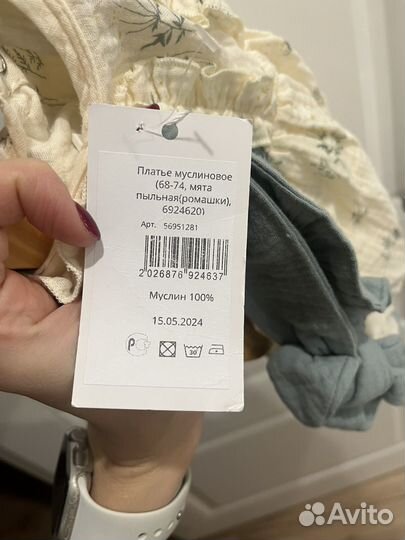 Платье муслиновое
(68-74, мята
пыльная(ромашки),
6924620)
Арт. 56951281
2 026876 924637
Муслин 100%
15.05.2024
30
Avito